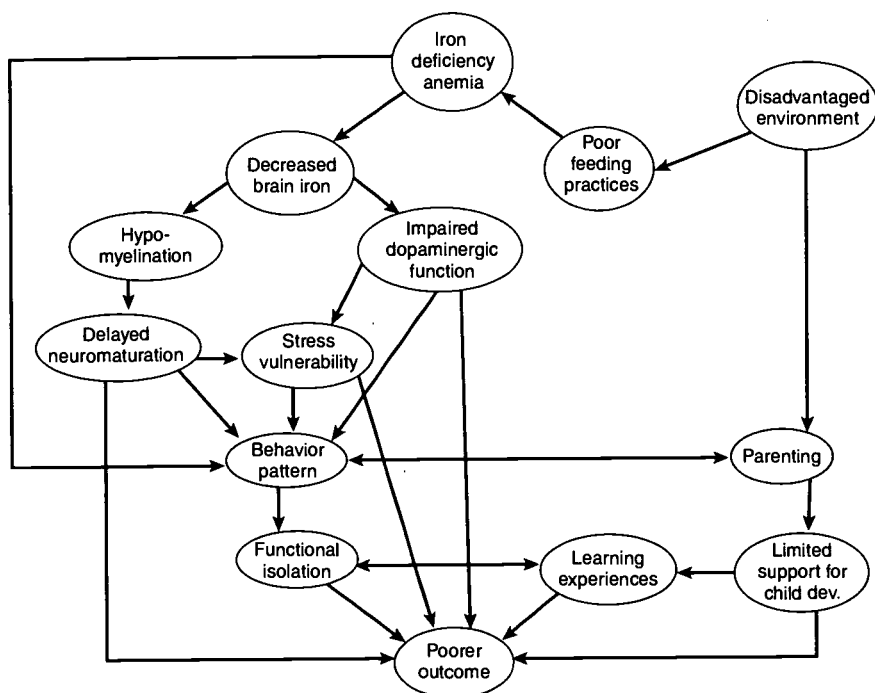 Iron
deficiency
anemia
Disadvantaged
environment
Poor
feeding
practices
Decreased
brain iron
Hypo-
myelination
Impaired
dopaminergic
function
Delayed
neuromaturation
Stress
vulnerability
Behavior
pattern
Parenting
Functional
isolation
Learning
experiences
Limited
support for
child dev.
Poorer
outcome